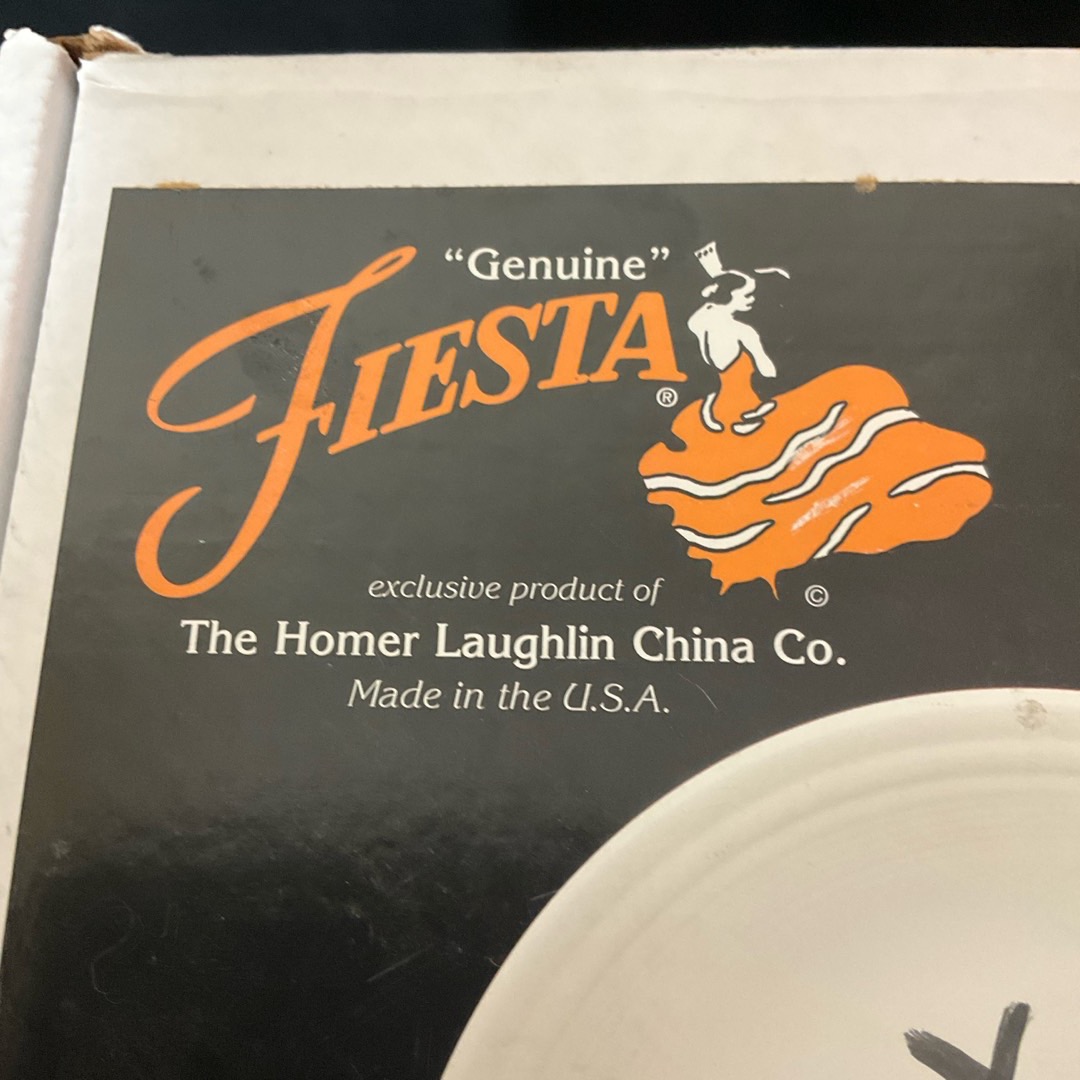 “Genuine”
FIESTA®
©
exclusive product of
The Homer Laughlin China Co.
Made in the U.S.A.